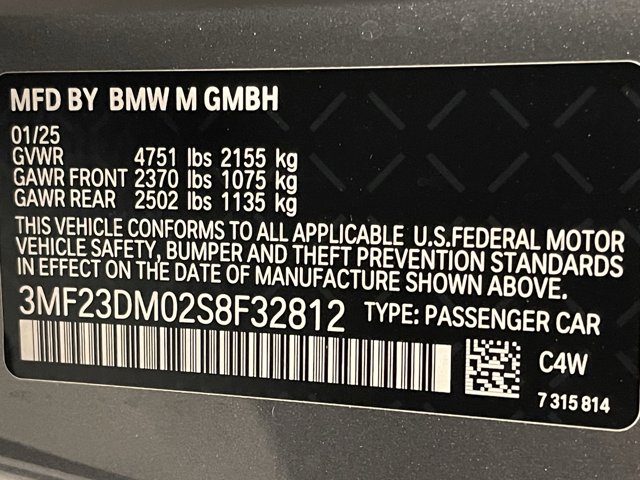 MFD BY BMW M GMBH
01/25
GVWR 4751 lbs 2155 kg
GAWR FRONT 2370 lbs 1075 kg
GAWR REAR 2502 lbs 1135 kg
THIS VEHICLE CONFORMS TO ALL APPLICABLE U.S.FEDERAL MOTOR
VEHICLE SAFETY, BUMPER AND THEFT PREVENTION STANDARDS
IN EFFECT ON THE DATE OF MANUFACTURE SHOWN ABOVE.
3MF23DM02S8F32812 TYPE: PASSENGER CAR
C4W
7 315 814